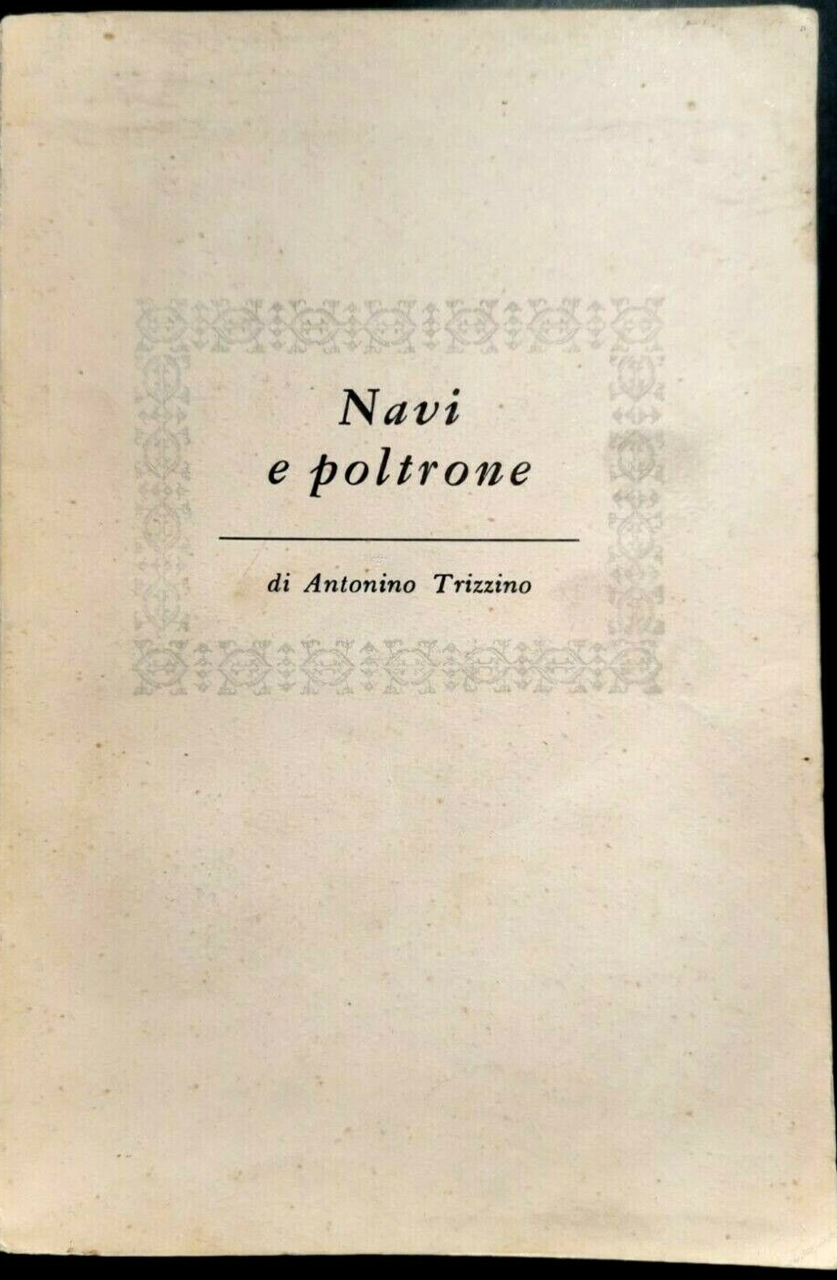 Navi
e poltrone
di Antonino Trizzino